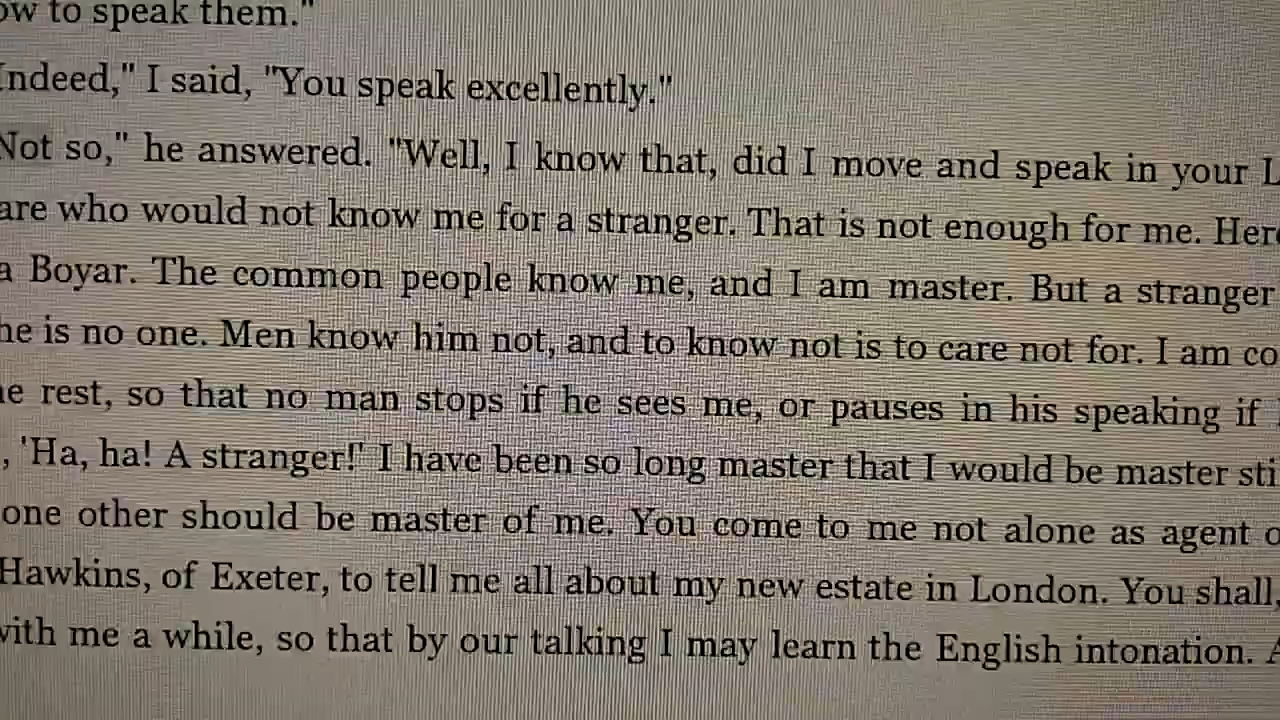 ow to speak them."
Indeed," I said, "You speak excellently."
Not so," he answered. "Well, I know that, did I move and speak in your L
are who would not know me for a stranger. That is not enough for me. Her
a Boyar. The common people know me, and I am master. But a stranger
he is no one. Men know him not, and to know not is to care not for. I am co
he rest, so that no man stops if he sees me, or pauses in his speaking if
, 'Ha, ha! A stranger!' I have been so long master that I would be master sti
one other should be master of me. You come to me not alone as agent o
Hawkins, of Exeter, to tell me all about my new estate in London. You shall,
with me a while, so that by our talking I may learn the English intonation. A